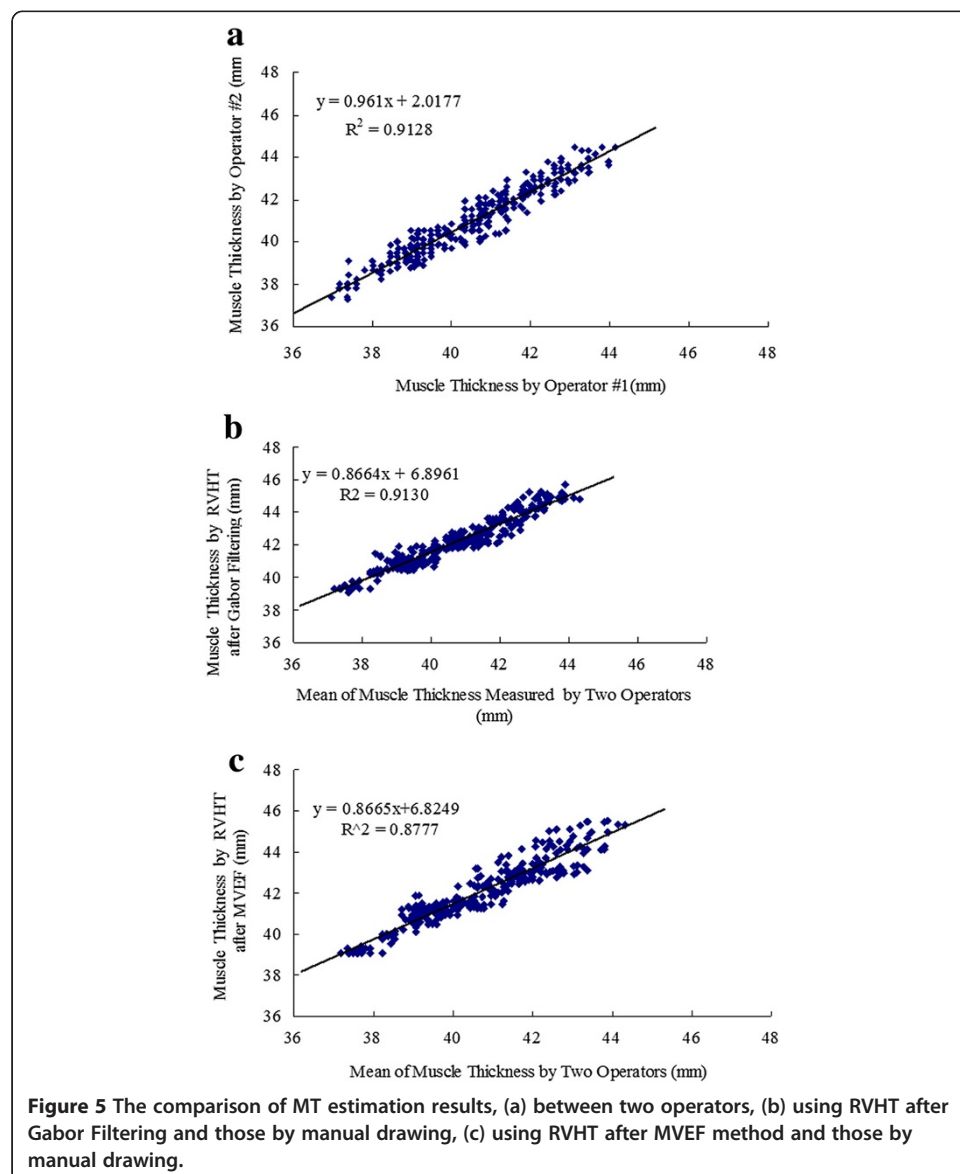 a
Muscle Thickness by Operator #2 (mm
48
46
44
42
40
38
36
y = 0.961x + 2.0177
R² = 0.9128
36 38 40 42 44 46 48
Muscle Thickness by Operator #1(mm)
b
Muscle Thickness by RVHT
after Gabor Filtering (mm)
48
46
44
42
40
38
36
y = 0.8664x + 6.8961
R2 = 0.9130
36 38 40 42 44 46 48
Mean of Muscle Thickness Measured by Two Operators
(mm)
c
Muscle Thickness by RVHT
after MVEF (mm)
48
46
44
42
40
38
36
y = 0.8665x+6.8249
R^2 = 0.8777
36 38 40 42 44 46 48
Mean of Muscle Thickness by Two Operators (mm)
Figure 5 The comparison of MT estimation results, (a) between two operators, (b) using RVHT after
Gabor Filtering and those by manual drawing, (c) using RVHT after MVEF method and those by
manual drawing.